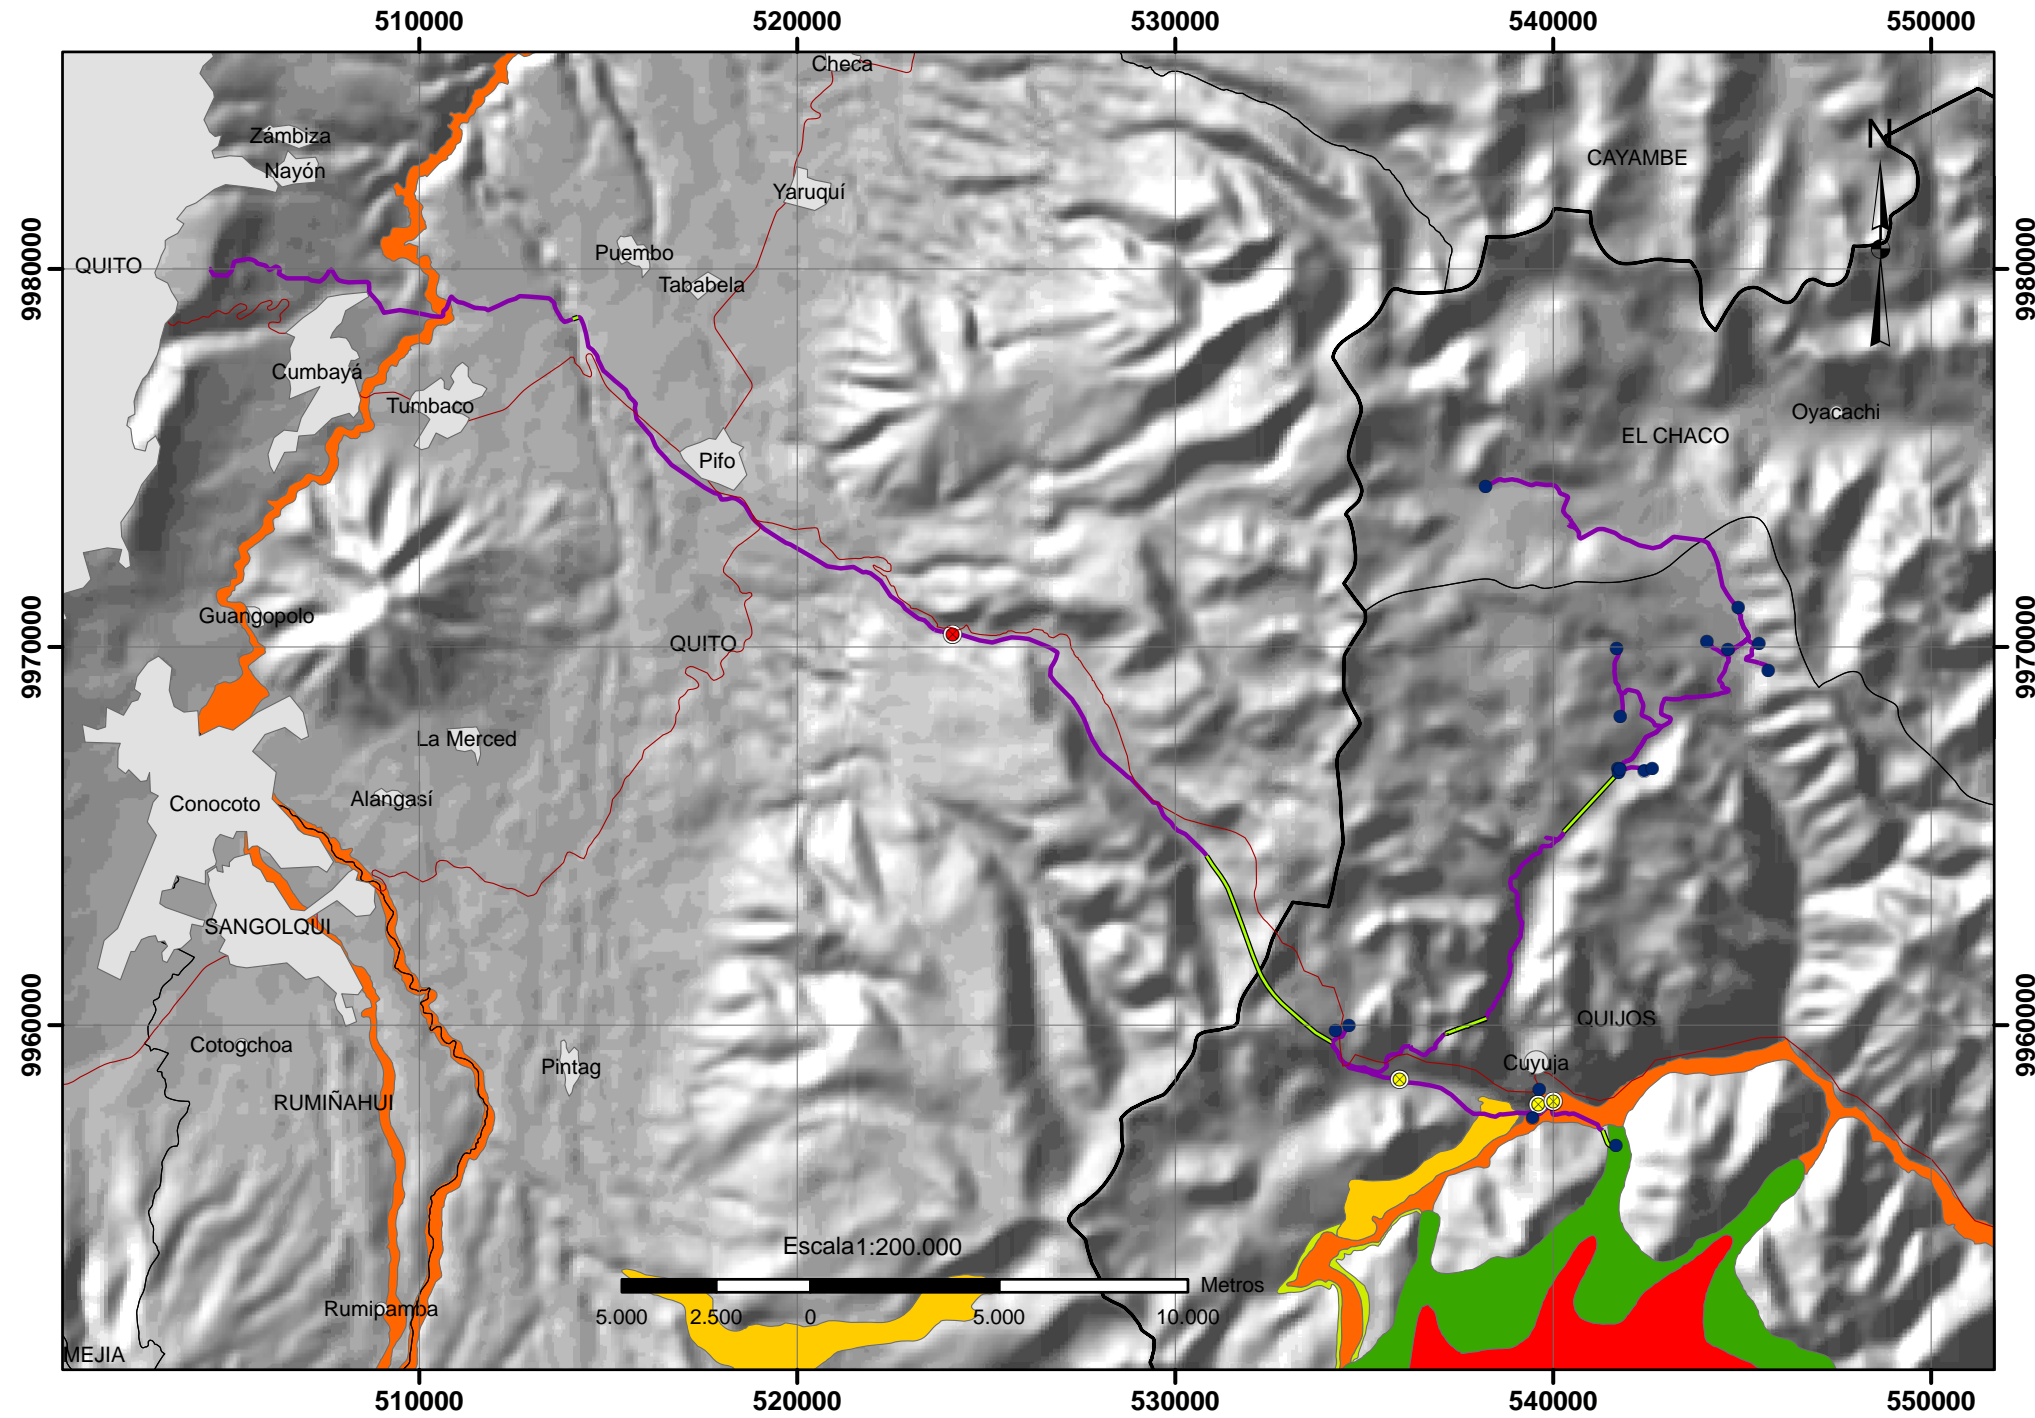 510000
520000
530000
540000
550000
Checa
N
Zámbiza
CAYAMBE
Nayón
Yaruquí
Puembo
QUITO
Tababela
9980000
9980000
Cumbayá
Tumbaco
Oyacachi
EL CHACO
Pifo
Guangopolo
QUITO
9970000
9970000
La Merced
Alangasí
Conocoto
SANGOLQUI
QUIJOS
9960000
9960000
Cotogchoa
Pintag
Cuyuja
RUMIÑAHUI
Escala1:200.000
Metros
Rumipamba
5.000
2.500
0
5.000
10.000
MEJIA
510000
520000
530000
540000
550000